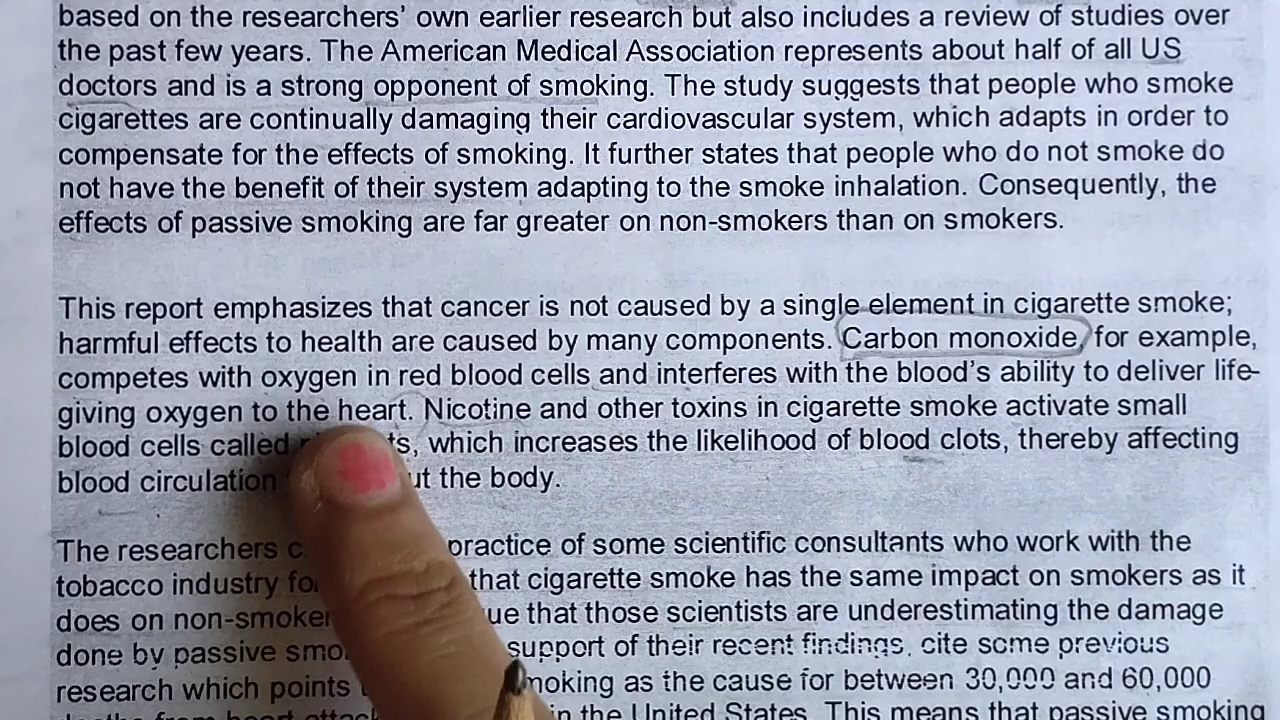 based on the researchers' own earlier research but also includes a review of studies over
the past few years. The American Medical Association represents about half of all US
doctors and is a strong opponent of smoking. The study suggests that people who smoke
cigarettes are continually damaging their cardiovascular system, which adapts in order to
compensate for the effects of smoking. It further states that people who do not smoke do
not have the benefit of their system adapting to the smoke inhalation. Consequently, the
effects of passive smoking are far greater on non-smokers than on smokers.
This report emphasizes that cancer is not caused by a single element in cigarette smoke;
harmful effects to health are caused by many components. Carbon monoxide, for example,
competes with oxygen in red blood cells and interferes with the blood's ability to deliver life-
giving oxygen to the heart. Nicotine and other toxins in cigarette smoke activate small
blood cells called which increases the likelihood of blood clots, thereby affecting
blood circulation the body.
The researchers practice of some scientific consultants who work with the
tobacco industry that cigarette smoke has the same impact on smokers as it
does on that those scientists are underestimating the damage
done by passive support of their recent findings, cite some previous
research which points as the cause for between 30,000 and 60,000
in the United States. This means that passive smoking